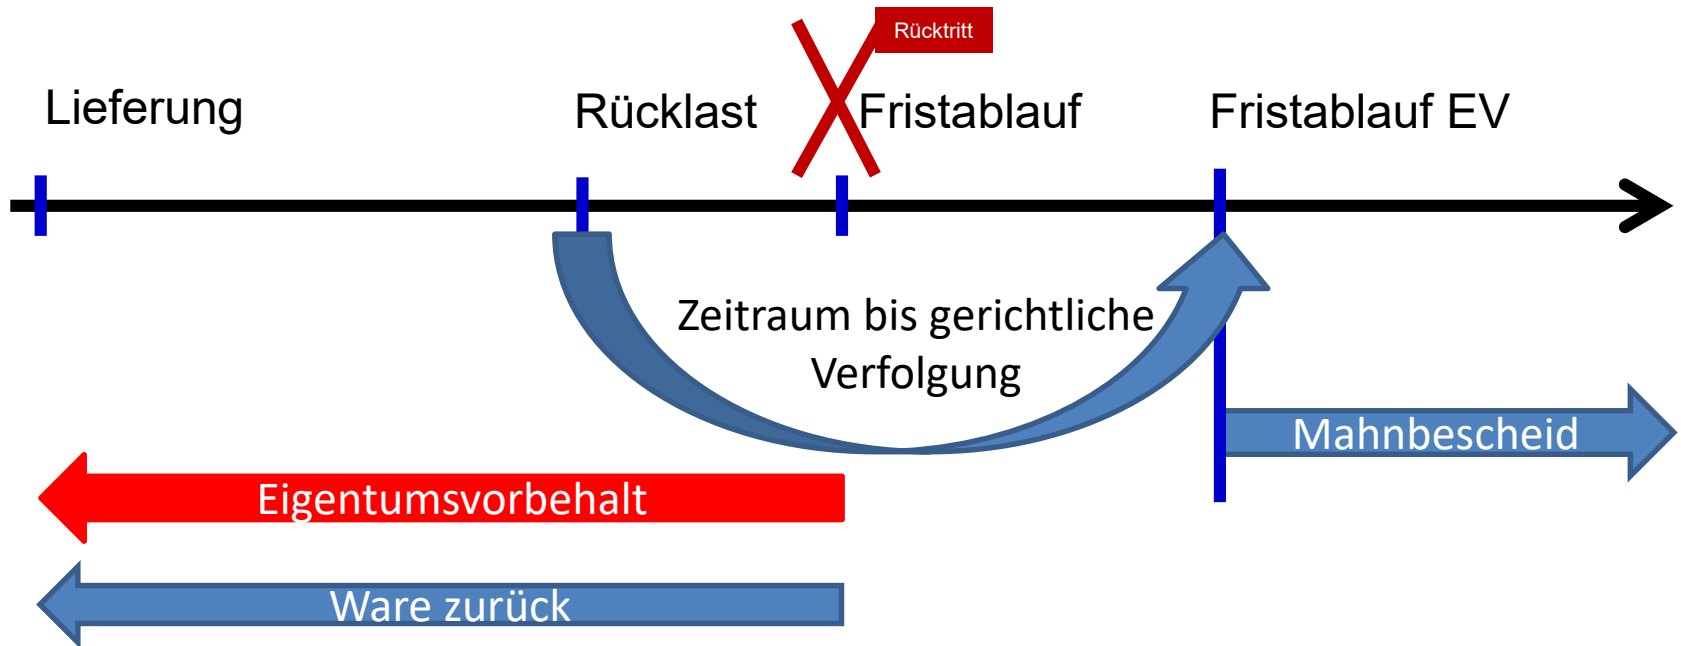 Rücktritt
Lieferung
Rücklast
Fristablauf
Fristablauf EV
Zeitraum bis gerichtliche
Verfolgung
Mahnbescheid
Eigentumsvorbehalt
Ware zurück